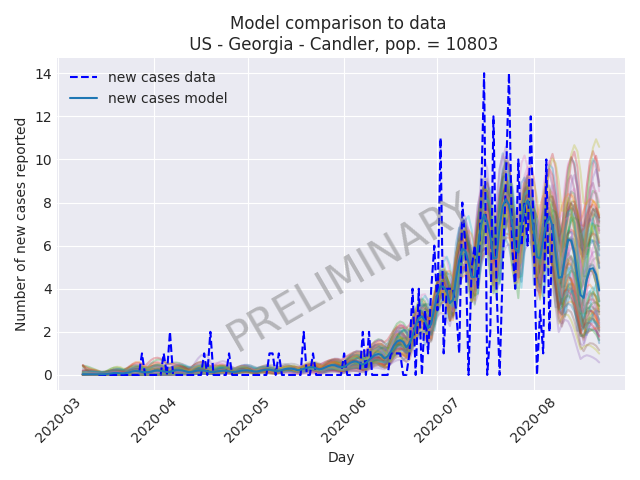 Model comparison to data
US - Georgia - Candler, pop. = 10803
new cases data
new cases model
Number of new cases reported
14
12
10
8
6
4
2
0
PRELIMINARY
2020-03
2020-04
2020-05
2020-06
2020-07
2020-08
Day